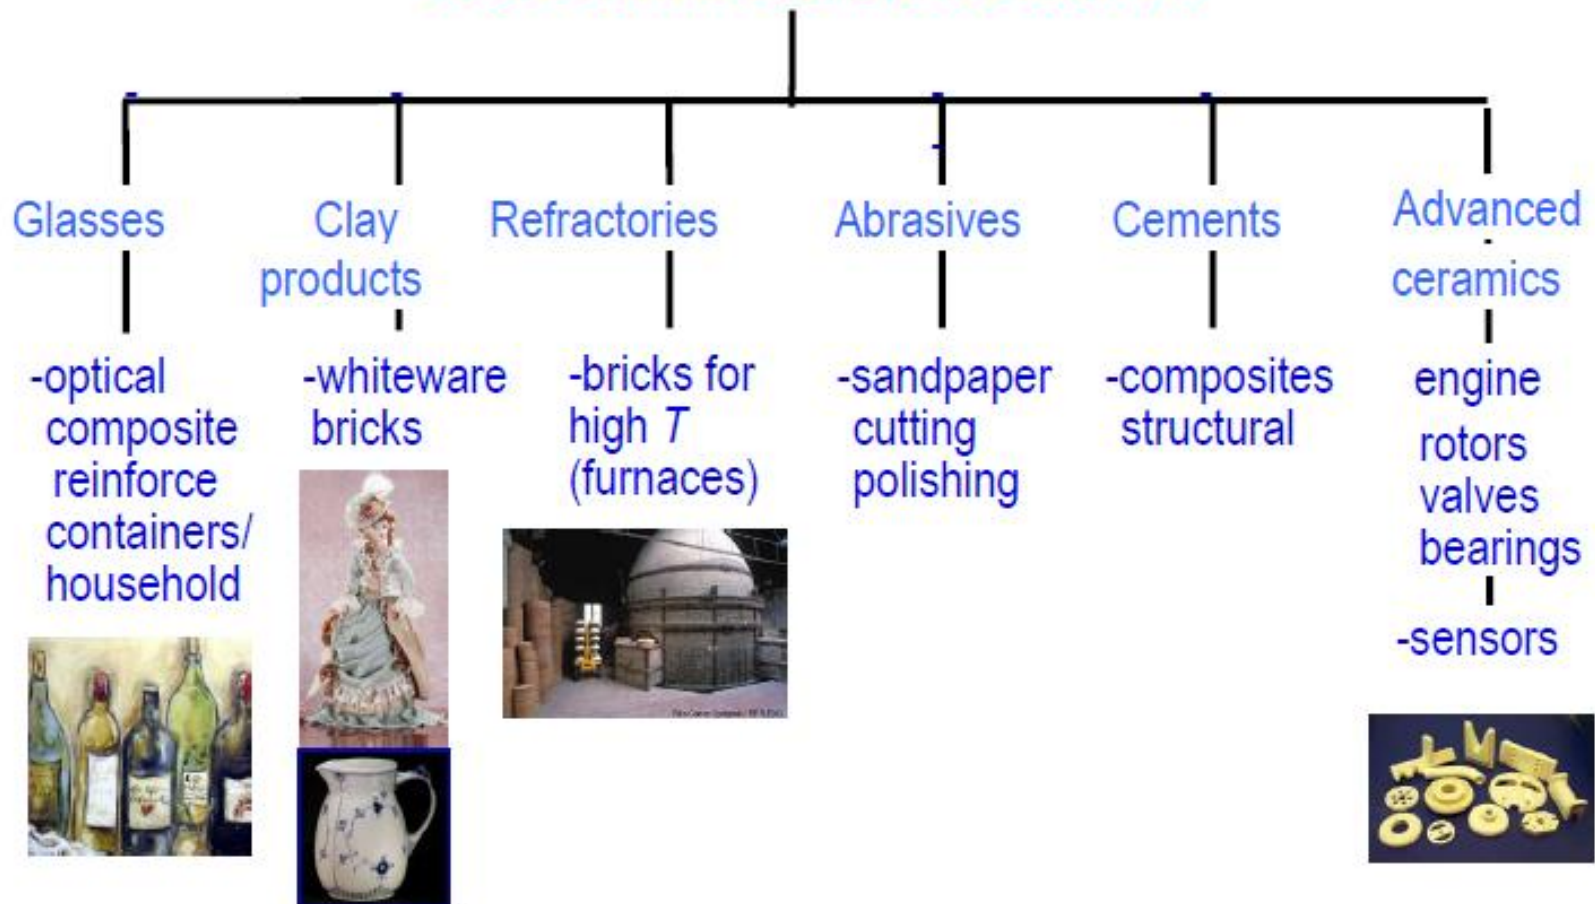 Glasses
Clay
products
Refractories
Abrasives
Cements
Advanced
ceramics
-optical
composite
reinforce
containers/
household
-whiteware
bricks
-bricks for
high T
(furnaces)
-sandpaper
cutting
polishing
-composites
structural
engine
rotors
valves
bearings
-sensors